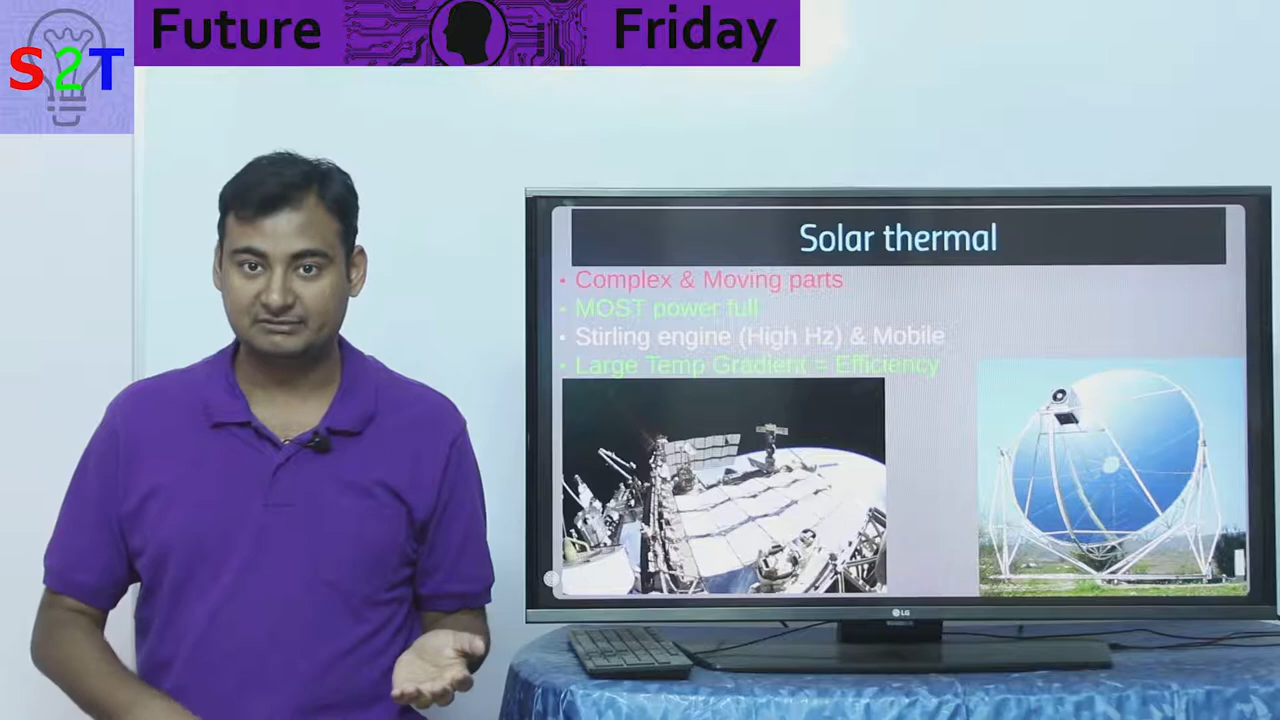 Future Friday
S2T
Solar thermal
• Complex & Moving parts
• MOST power full
• Stirling engine (High Hz) & Mobile
• Large Temp Gradient = Efficiency
LG